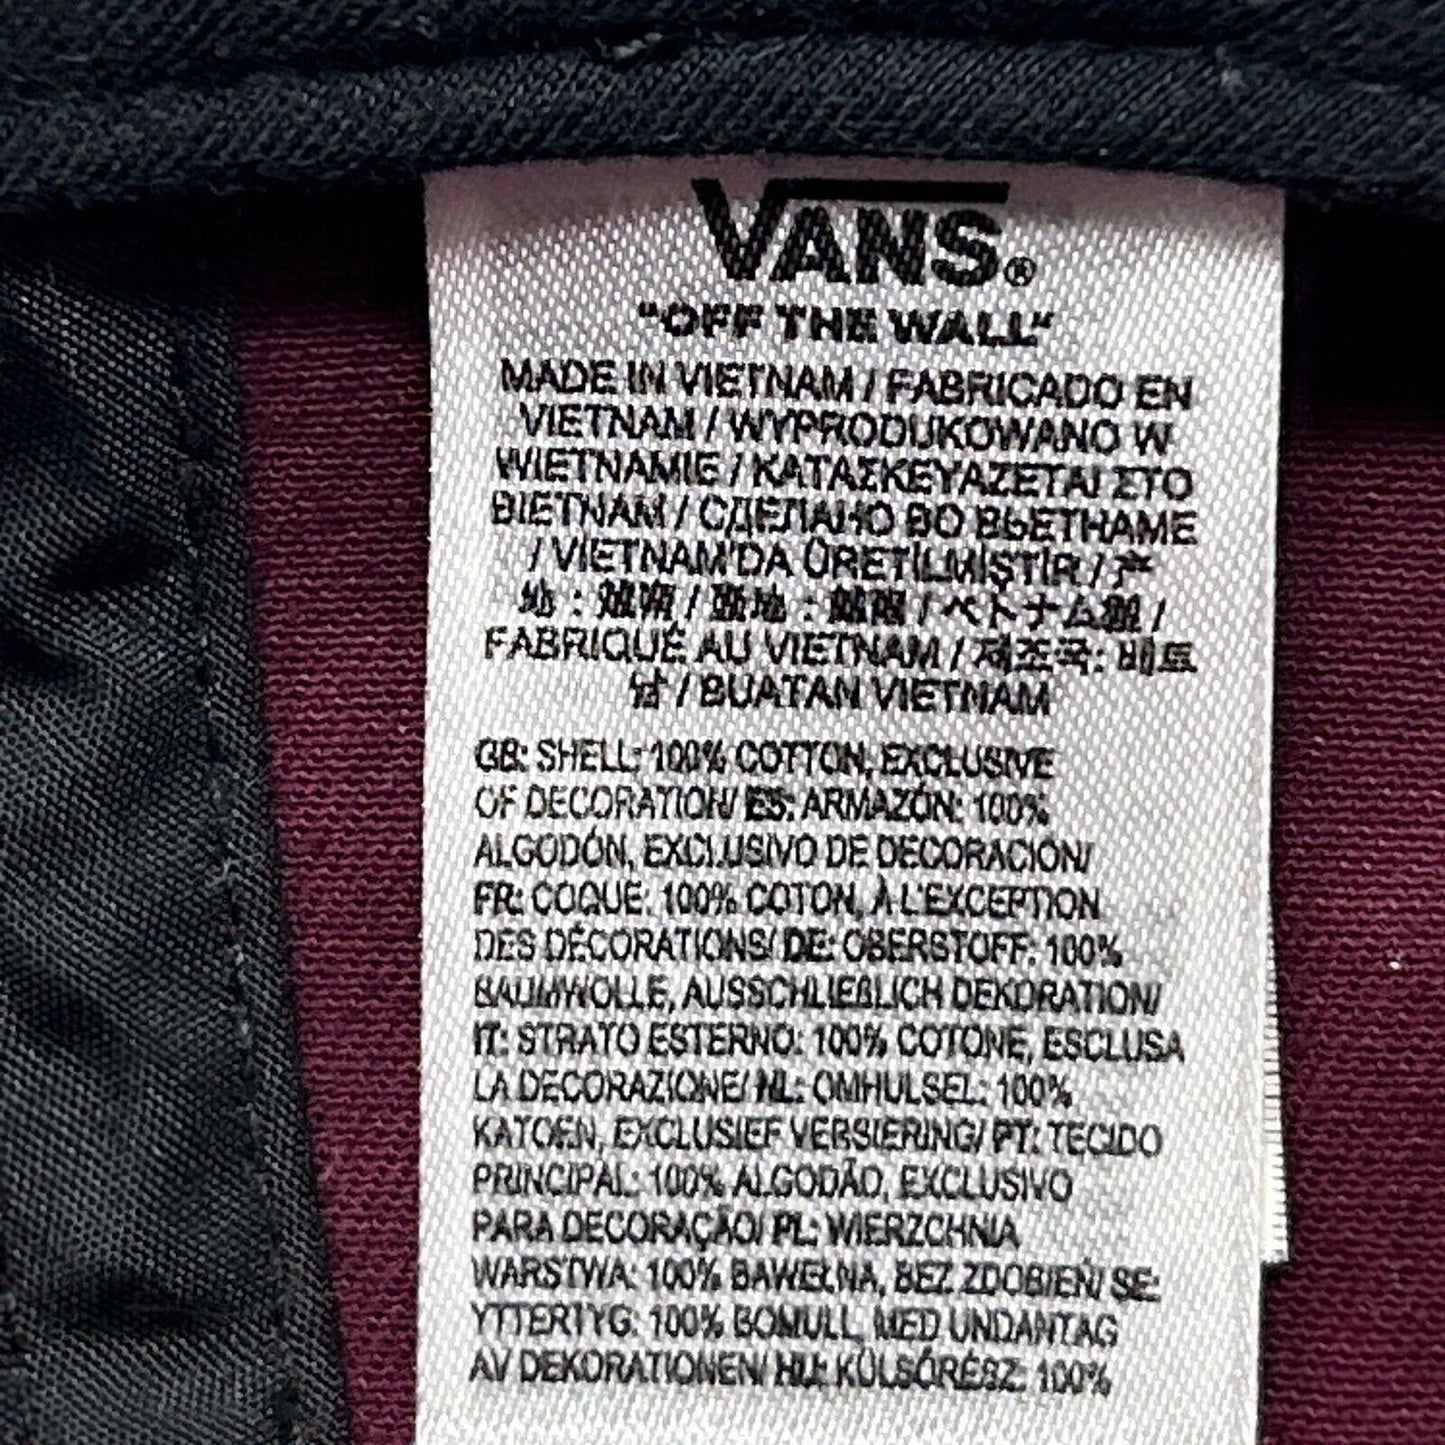 VANS®
"OFF THE WALL"
MADE IN VIETNAM / FABRICADO EN
VIETNAM / WYPRODUKOWANO W
WIETNAMIE / ΚΑΤΑΣΚΕΥΑΖΕΤΑΙ ΣΤΟ
ΒΙΕΤΝΑΜ / СДЕЛАНО ВО ВЬЕТНАМЕ
/ VIETNAM'DA ÜRETİLMİŞTİR / 产
地 : 越南 / 產地 : 越南 / ベトナム製 /
FABRIQUÉ AU VIETNAM / 제조국: 베트
남 / BUATAN VIETNAM
GB: SHELL: 100% COTTON, EXCLUSIVE
OF DECORATION/ ES: ARMAZÓN: 100%
ALGODÓN, EXCLUSIVO DE DECORACIÓN/
FR: COQUE: 100% COTON, À L'EXCEPTION
DES DÉCORATIONS/ DE: OBERSTOFF: 100%
BAUMWOLLE, AUSSCHLIEßLICH DEKORATION/
IT: STRATO ESTERNO: 100% COTONE, ESCLUSA
LA DECORAZIONE/ NL: OMHULSEL: 100%
KATOEN, EXCLUSIEF VERSIERING/ PT: TECIDO
PRINCIPAL: 100% ALGODÃO, EXCLUSIVO
PARA DECORAÇÃO/ PL: WIERZCHNIA
WARSTWA: 100% BAWEŁNA, BEZ ZDOBIEŃ/ SE:
YTTERTYG: 100% BOMULL, MED UNDANTAG
AV DEKORATIONEN/ HU: KÜLSŐRÉSZ: 100%